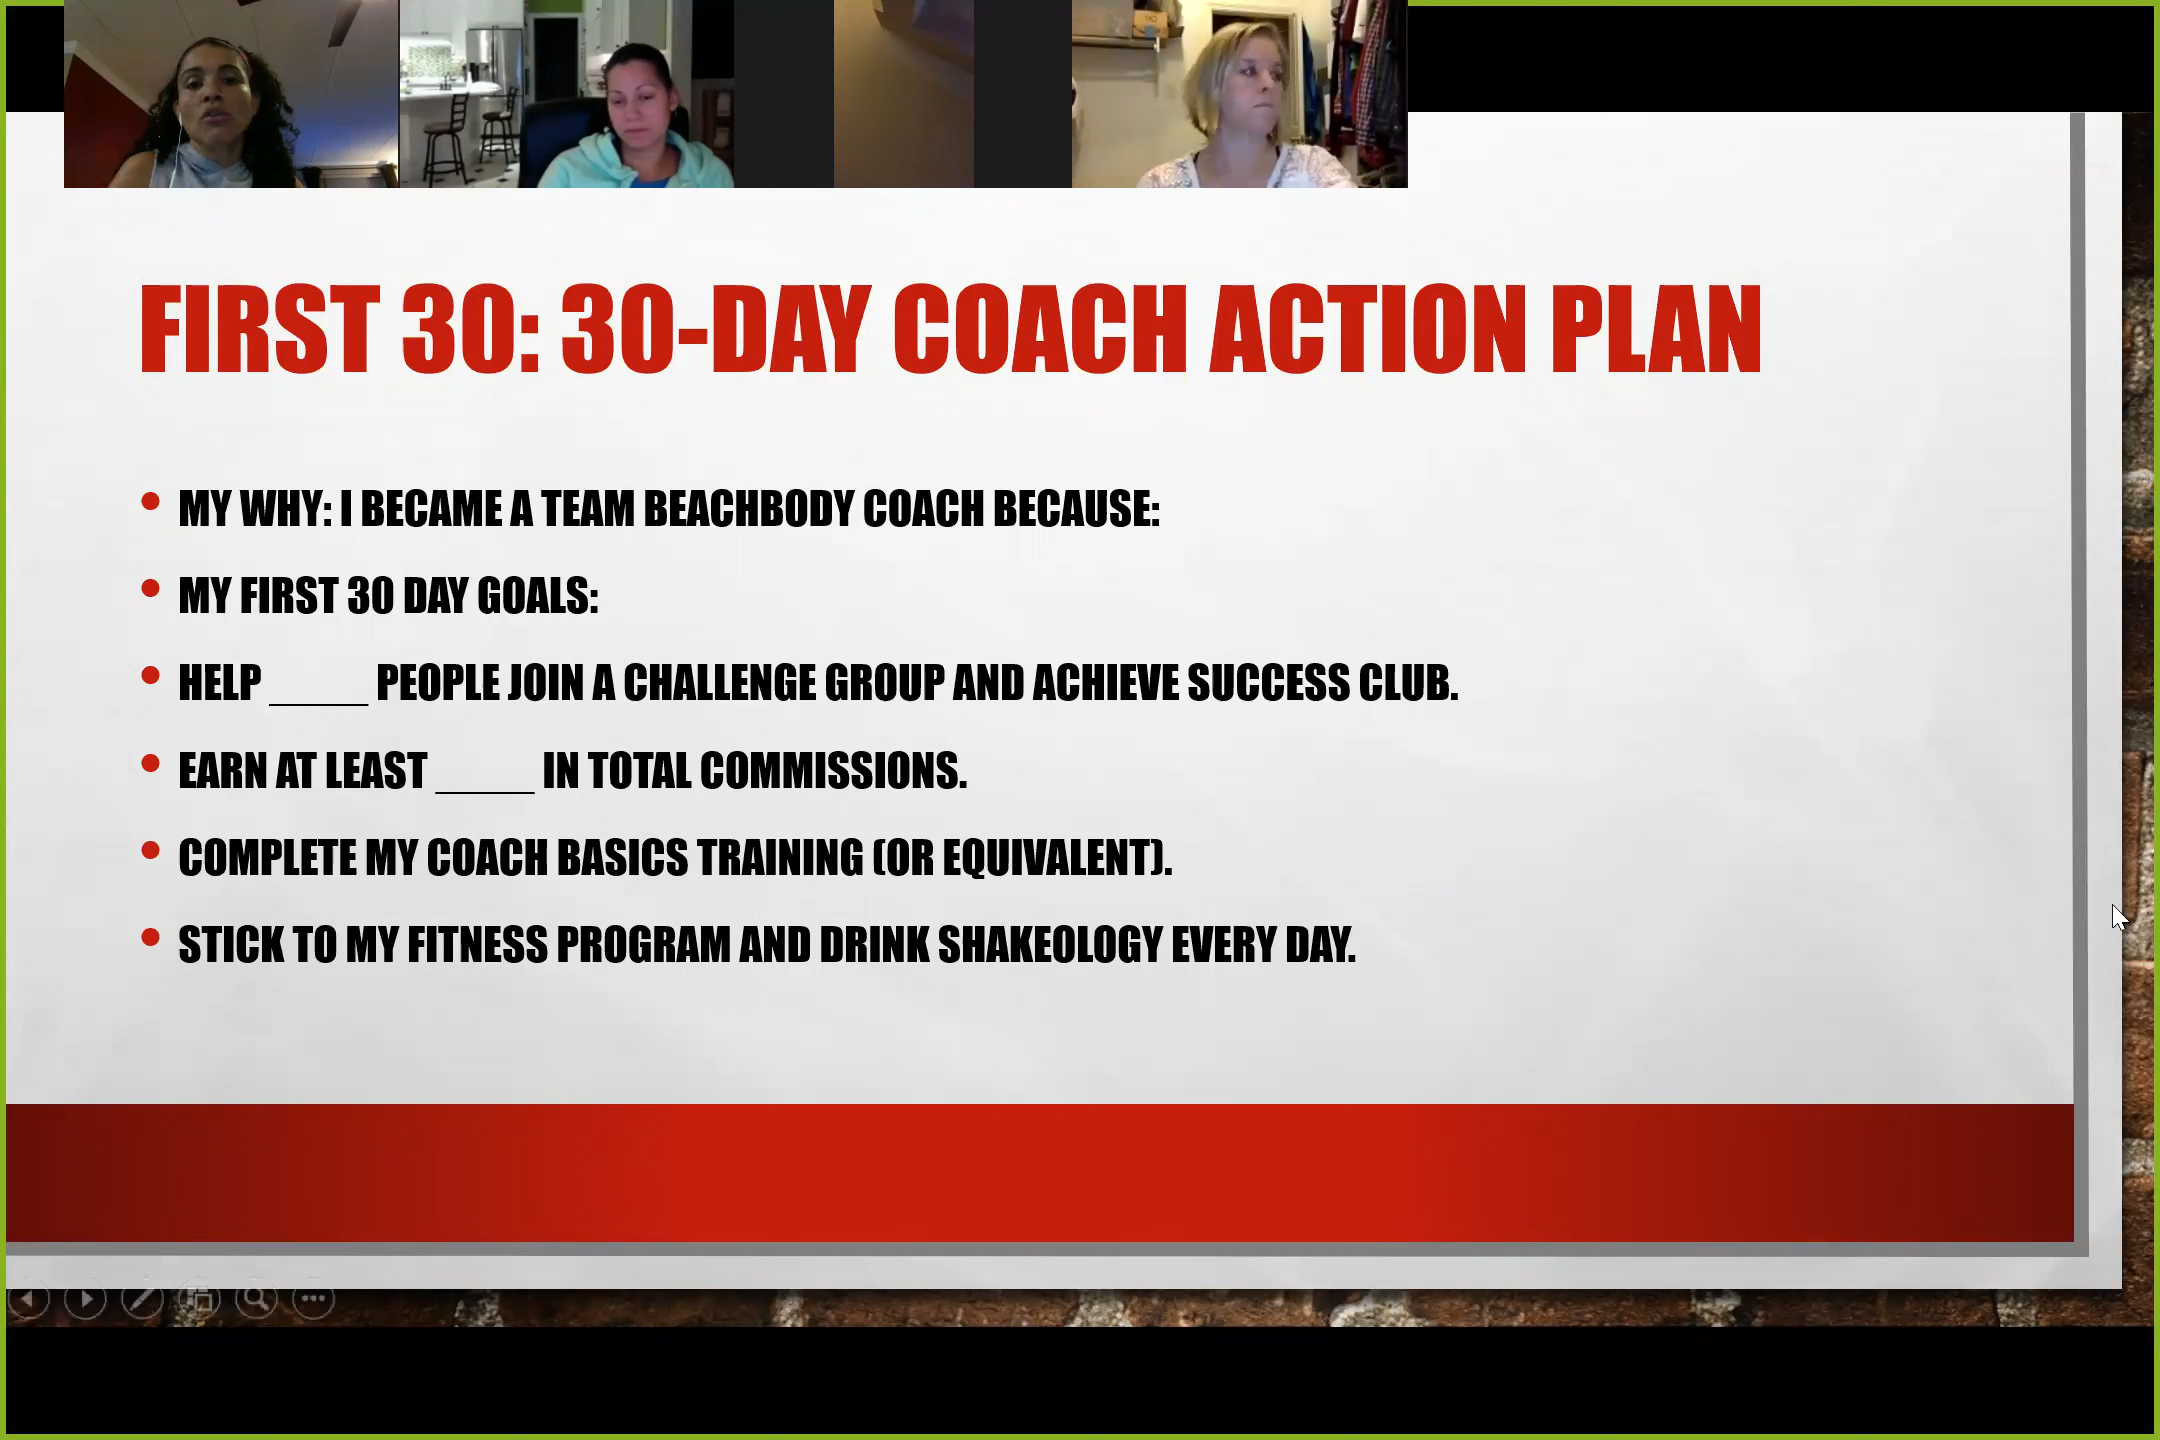 FIRST 30: 30-DAY COACH ACTION PLAN
• MY WHY: I BECAME A TEAM BEACHBODY COACH BECAUSE:
• MY FIRST 30 DAY GOALS:
• HELP _____ PEOPLE JOIN A CHALLENGE GROUP AND ACHIEVE SUCCESS CLUB.
• EARN AT LEAST _____ IN TOTAL COMMISSIONS.
• COMPLETE MY COACH BASICS TRAINING (OR EQUIVALENT).
• STICK TO MY FITNESS PROGRAM AND DRINK SHAKEOLOGY EVERY DAY.